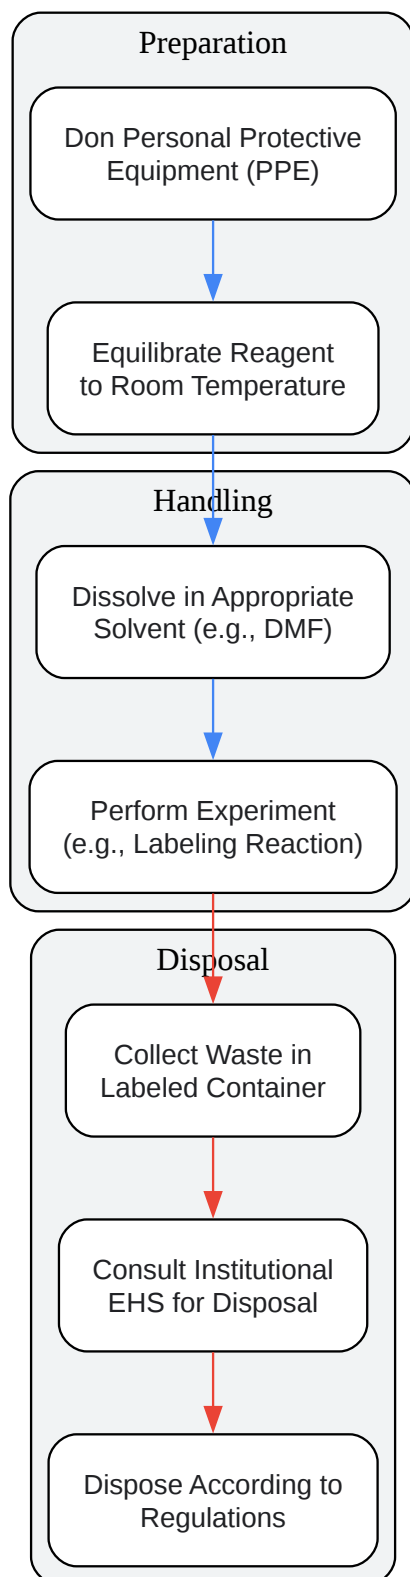 Preparation
Don Personal Protective
Equipment (PPE)
Equilibrate Reagent
to Room Temperature
Handling
Dissolve in Appropriate
Solvent (e.g., DMF)
Perform Experiment
(e.g., Labeling Reaction)
Disposal
Collect Waste in
Labeled Container
Consult Institutional
EHS for Disposal
Dispose According to
Regulations